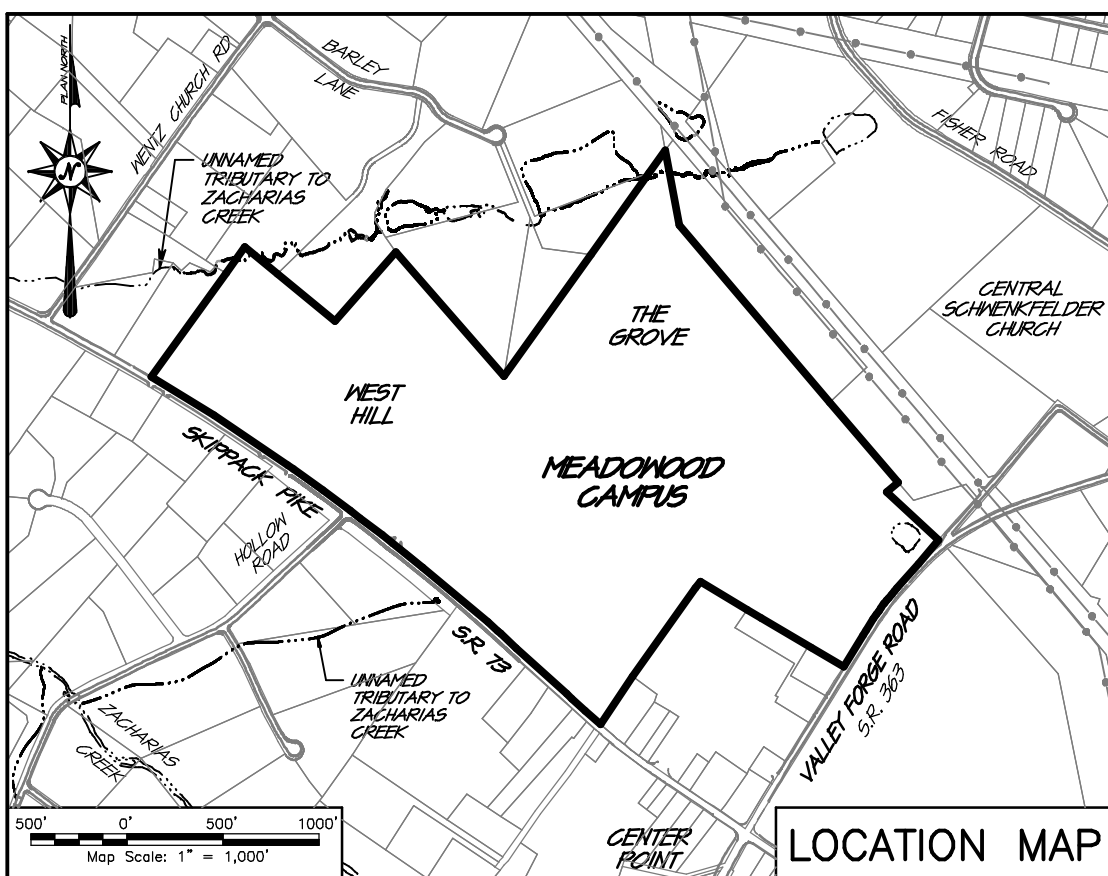 PLAN NORTH
N
WENTZ CHURCH RD
BARLEY
LANE
UNNAMED
TRIBUTARY TO
ZACHARIAS
CREEK
FISHER ROAD
CENTRAL
SCHWENKFELDER
CHURCH
THE
GROVE
WEST
HILL
MEADOWOOD
CAMPUS
SKIPPACK PIKE
HOLLOW
ROAD
S.R. 73
UNNAMED
TRIBUTARY TO
ZACHARIAS
CREEK
VALLEY FORGE ROAD
S.R. 363
ZACHARIAS
CREEK
CENTER
POINT
500' 0' 500' 1000'
Map Scale: 1" = 1,000'
LOCATION MAP